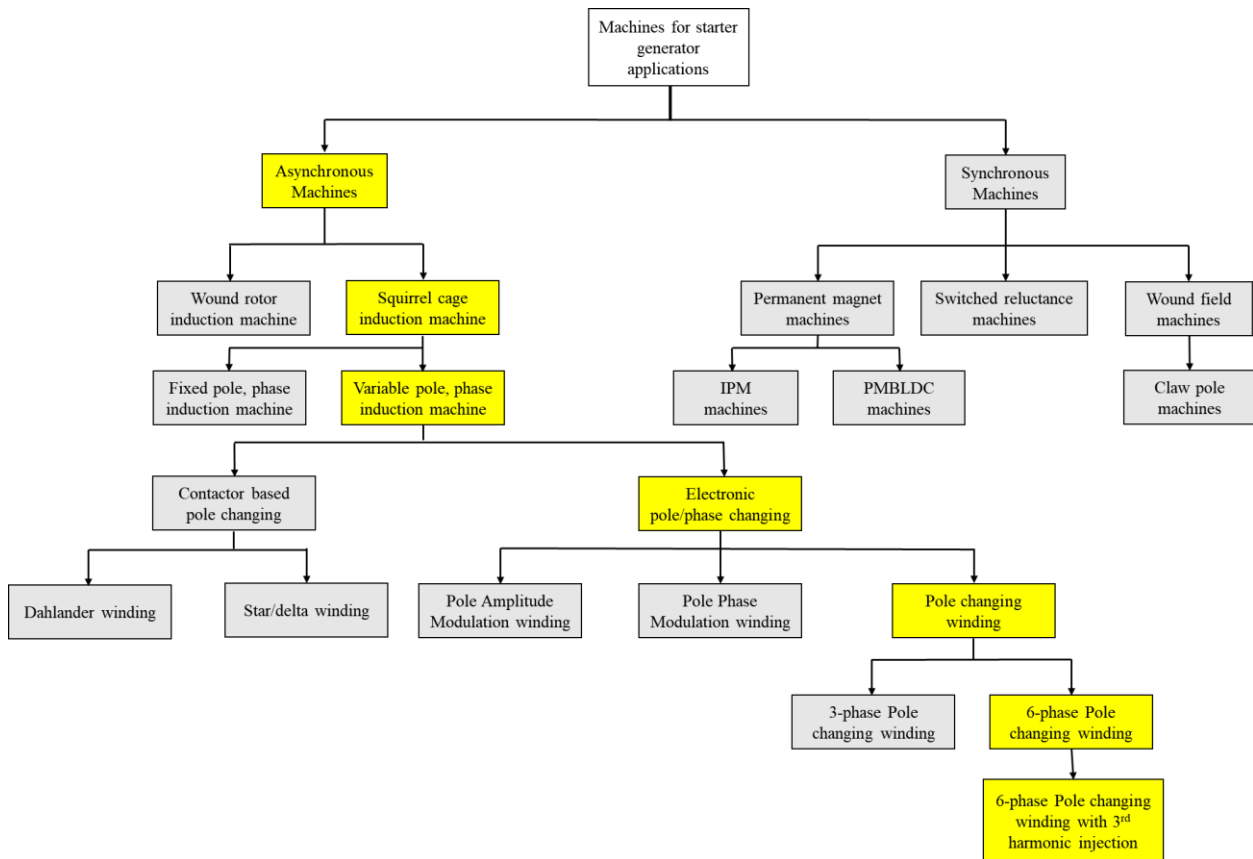 Machines for starter
generator
applications
Asynchronous
Machines
Synchronous
Machines
Wound rotor
induction machine
Squirrel cage
induction machine
Permanent magnet
machines
Switched reluctance
machines
Wound field
machines
Fixed pole, phase
induction machine
Variable pole, phase
induction machine
IPM
machines
PMBLDC
machines
Claw pole
machines
Contactor based
pole changing
Electronic
pole/phase changing
Dahlander winding
Star/delta winding
Pole Amplitude
Modulation winding
Pole Phase
Modulation winding
Pole changing
winding
3-phase Pole
changing winding
6-phase Pole
changing winding
6-phase Pole changing
winding with 3rd
harmonic injection